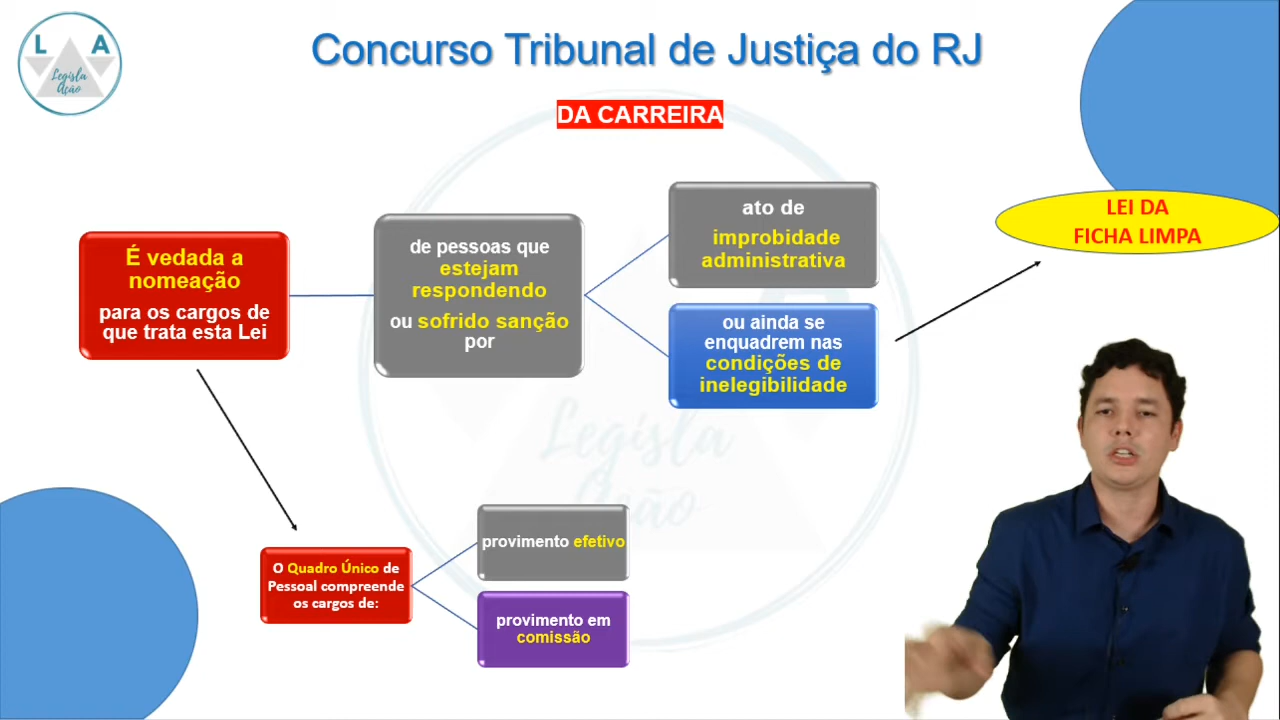 L A
Legisla
Ação
Concurso Tribunal de Justiça do RJ
DA CARREIRA
É vedada a
nomeação
para os cargos de
que trata esta Lei
de pessoas que
estejam
respondendo
ou sofrido sanção
por
ato de
improbidade
administrativa
ou ainda se
enquadrem nas
condições de
inelegibilidade
LEI DA
FICHA LIMPA
Legisla
Ação
O Quadro Único de
Pessoal compreende
os cargos de:
provimento efetivo
provimento em
comissão